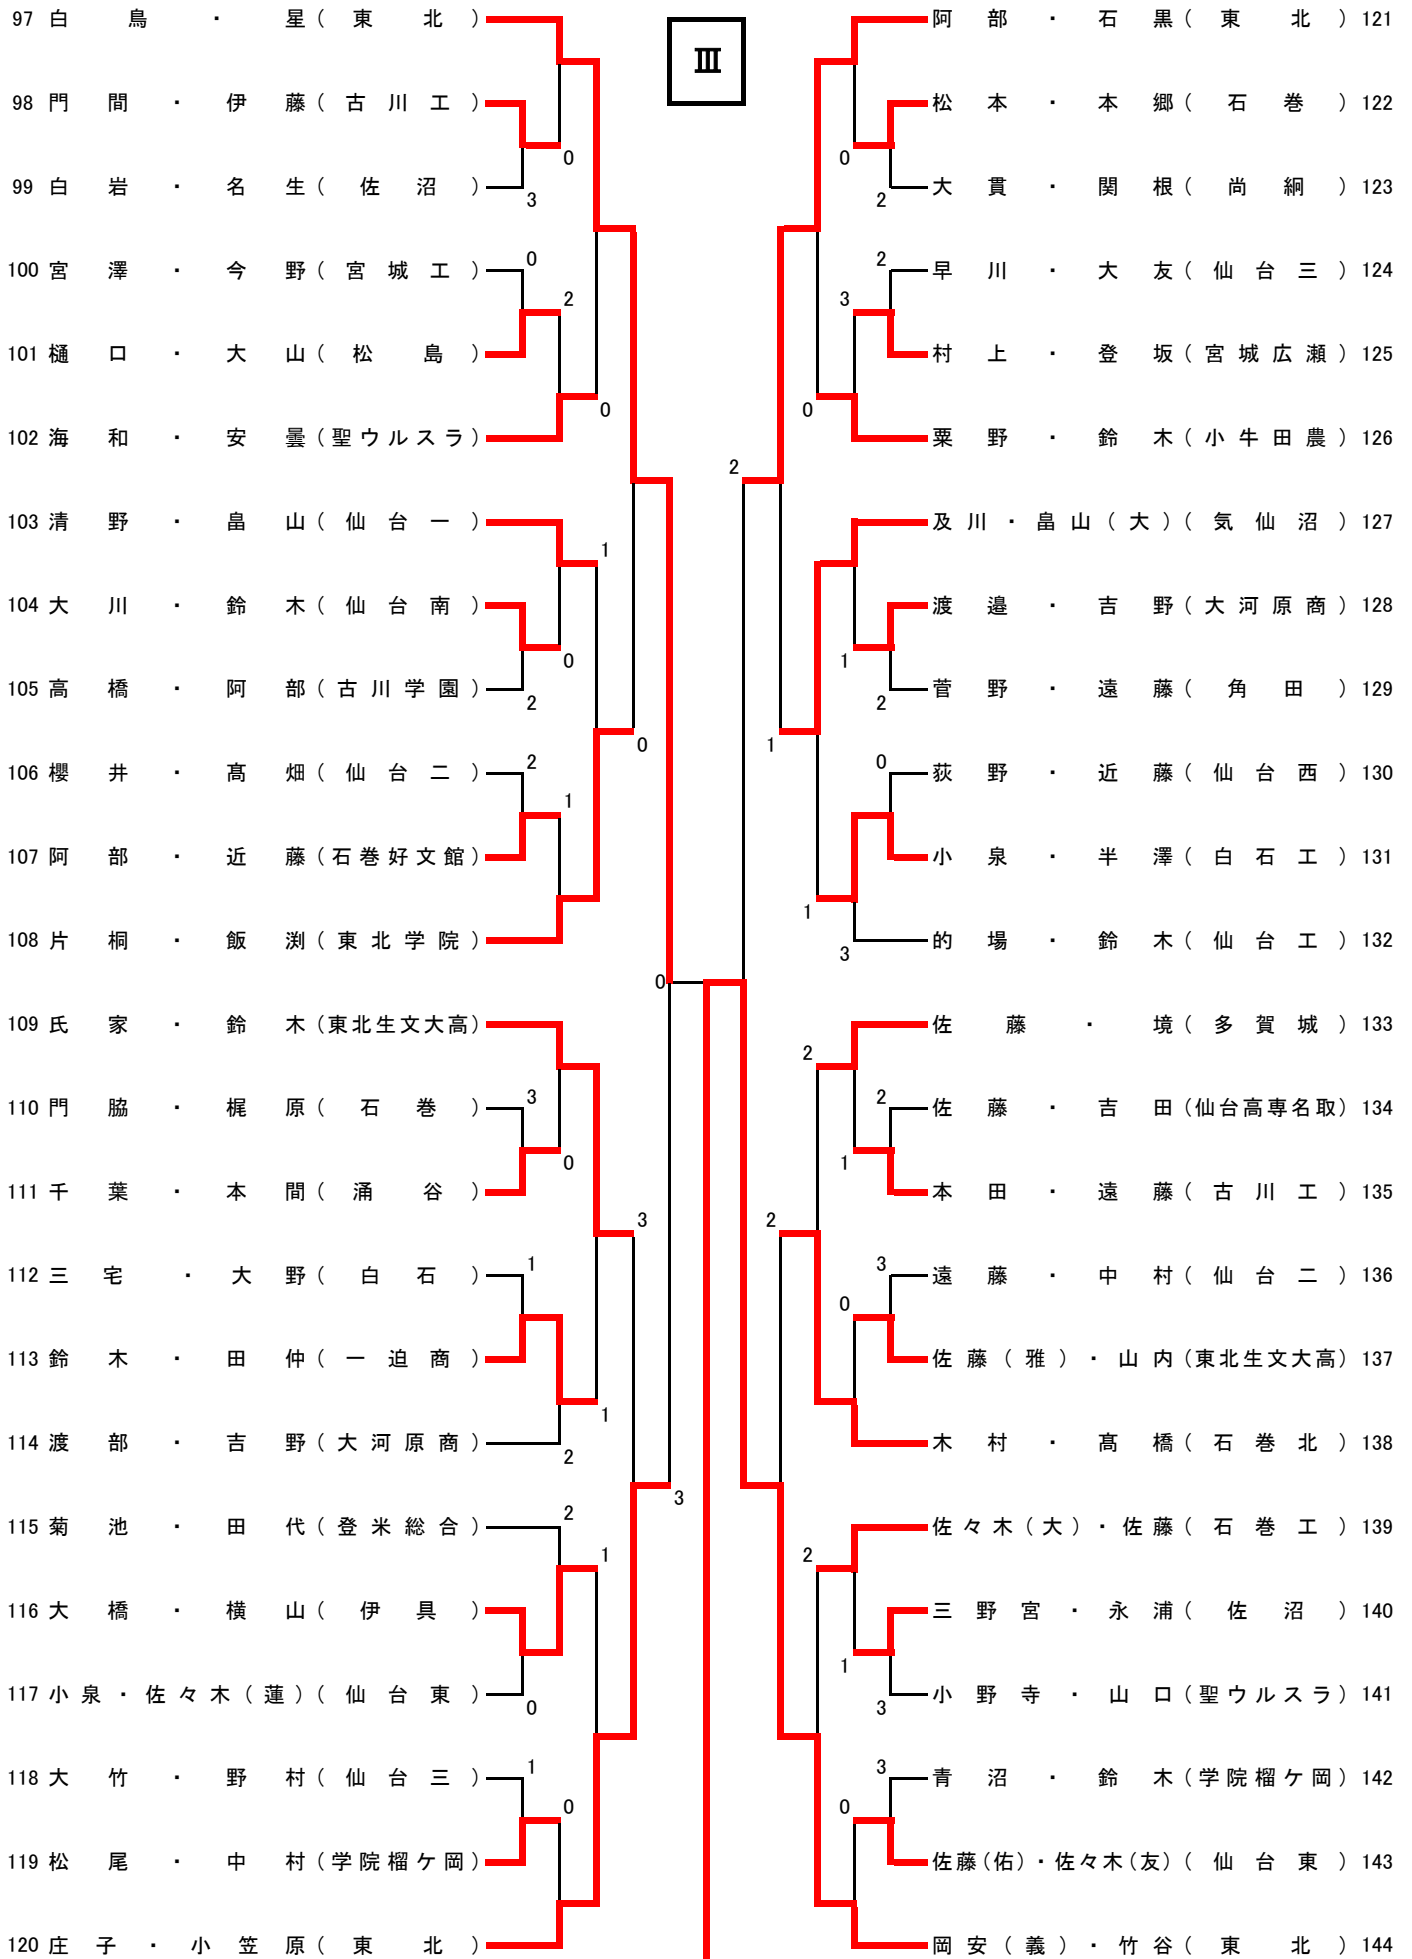 Ⅲ
97 白鳥・星(東北)
98 門間・伊藤(古川工)
99 白岩・名生(佐沼)
100 宮澤・今野(宮城工)
101 樋口・大山(松島)
102 海和・安曇(聖ウルスラ)
103 清野・畠山(仙台一)
104 大川・鈴木(仙台南)
105 高橋・阿部(古川学園)
106 櫻井・髙畑(仙台二)
107 阿部・近藤(石巻好文館)
108 片桐・飯渕(東北学院)
109 氏家・鈴木(東北生文大高)
110 門脇・梶原(石巻)
111 千葉・本間(涌谷)
112 三宅・大野(白石)
113 鈴木・田仲(一迫商)
114 渡部・吉野(大河原商)
115 菊池・田代(登米総合)
116 大橋・横山(伊具)
117 小泉・佐々木(蓮)(仙台東)
118 大竹・野村(仙台三)
119 松尾・中村(学院榴ケ岡)
120 庄子・小笠原(東北)
0
3
0
2
0
1
0
2
0
2
1
0
3
0
3
1
1
2
3
2
1
0
1
0
2
阿部・石黒(東北) 121
松本・本郷(石巻) 122
大貫・関根(尚絅) 123
早川・大友(仙台三) 124
村上・登坂(宮城広瀬) 125
粟野・鈴木(小牛田農) 126
及川・畠山(大)(気仙沼) 127
渡邉・吉野(大河原商) 128
菅野・遠藤(角田) 129
荻野・近藤(仙台西) 130
小泉・半澤(白石工) 131
的場・鈴木(仙台工) 132
佐藤・境(多賀城) 133
佐藤・吉田(仙台高専名取) 134
本田・遠藤(古川工) 135
遠藤・中村(仙台二) 136
佐藤(雅)・山内(東北生文大高) 137
木村・髙橋(石巻北) 138
佐々木(大)・佐藤(石巻工) 139
三野宮・永浦(佐沼) 140
小野寺・山口(聖ウルスラ) 141
青沼・鈴木(学院榴ケ岡) 142
佐藤(佑)・佐々木(友)(仙台東) 143
岡安(義)・竹谷(東北) 144
0
2
2
3
0
1
2
1
0
1
3
2
2
1
2
3
0
2
1
3
3
0